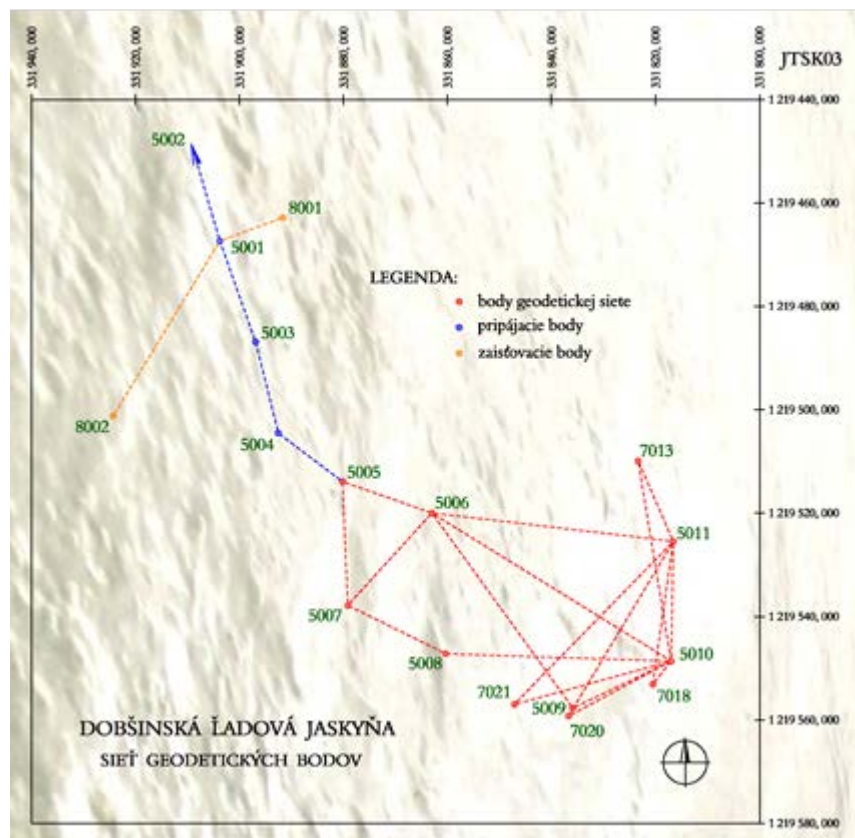 331 940, 000
331 920, 000
331 900, 000
331 880, 000
331 860, 000
331 840, 000
331 820, 000
331 800, 000
JTSK03
1 219 440, 000
5002
8001
1 219 460, 000
5001
LEGENDA:
1 219 480, 000
body geodetickej siete
pripájacie body
5003
zaisťovacie body
1 219 500, 000
8002
5004
7013
5005
5006
1 219 520, 000
5011
5007
1 219 540, 000
5008
5010
7021
5009
7018
1 219 560, 000
7020
DOBŠINSKÁ ĽADOVÁ JASKYŇA
SIEŤ GEODETICKÝCH BODOV
1 219 580, 000